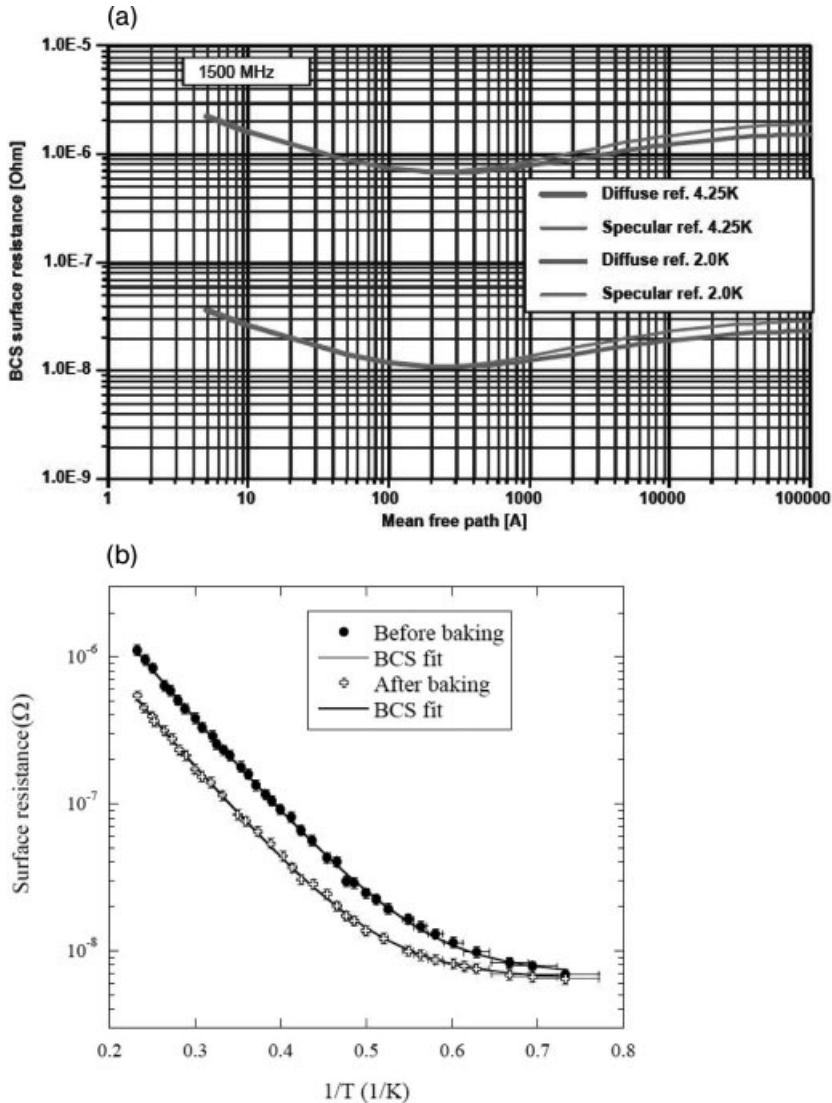 (a)
1.0E-5
1500 MHz
1.0E-6
Diffuse ref. 4.25K
Specular ref. 4.25K
1.0E-7
Diffuse ref. 2.0K
Specular ref. 2.0K
1.0E-8
1.0E-9
BCS surface resistance [Ohm]
1 10 100 1000 10000 100000
Mean free path [A]
(b)
Before baking
BCS fit
After baking
BCS fit
10⁻⁶
10⁻⁷
10⁻⁸
Surface resistance(Ω)
0.2 0.3 0.4 0.5 0.6 0.7 0.8
1/T (1/K)